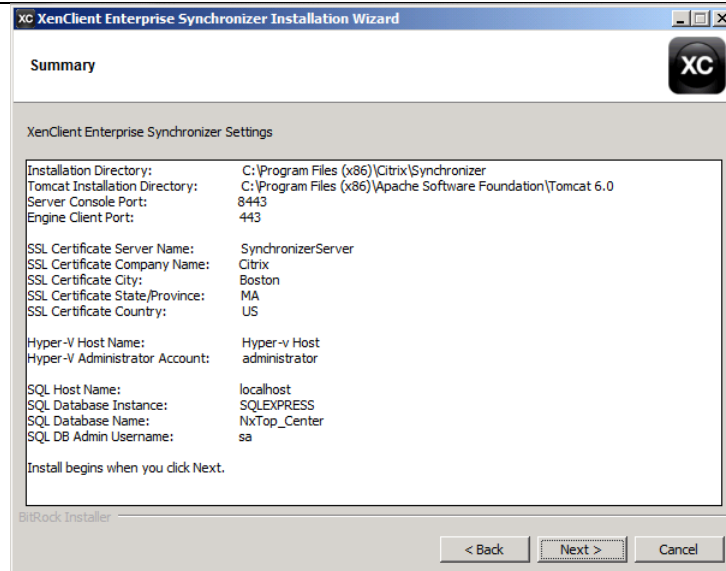 XC XenClient Enterprise Synchronizer Installation Wizard
Summary
XC
XenClient Enterprise Synchronizer Settings
Installation Directory: C:\Program Files (x86)\Citrix\Synchronizer
Tomcat Installation Directory: C:\Program Files (x86)\Apache Software Foundation\Tomcat 6.0
Server Console Port: 8443
Engine Client Port: 443
SSL Certificate Server Name: SynchronizerServer
SSL Certificate Company Name: Citrix
SSL Certificate City: Boston
SSL Certificate State/Province: MA
SSL Certificate Country: US
Hyper-V Host Name: Hyper-v Host
Hyper-V Administrator Account: administrator
SQL Host Name: localhost
SQL Database Instance: SQLEXPRESS
SQL Database Name: NxTop_Center
SQL DB Admin Username: sa
Install begins when you click Next.
BitRock Installer
< Back Next > Cancel